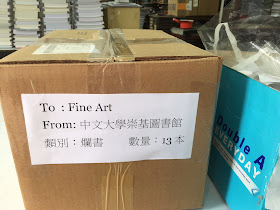 To : Fine Art
From: 中文大學崇基圖書館
類別：爛書 數量：13 本
Double A
EVERYDAY